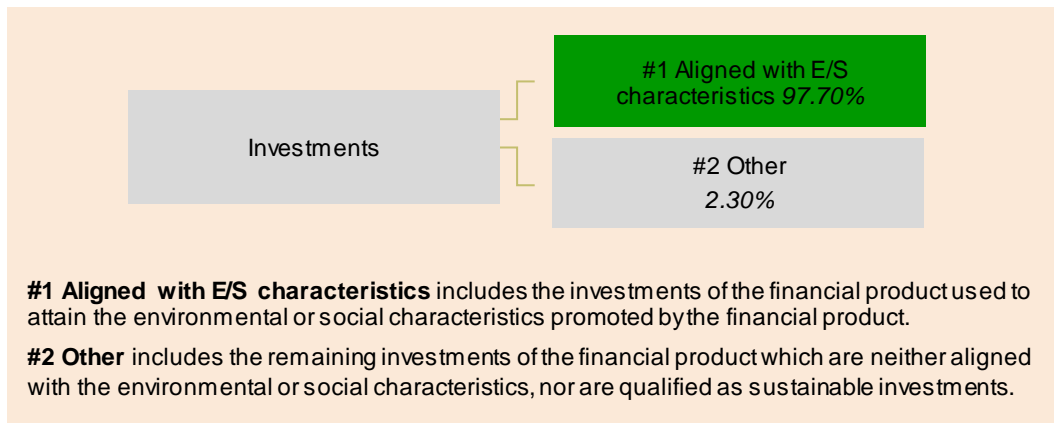 #1 Aligned with E/S
characteristics 97.70%
Investments
#2 Other
2.30%
#1 Aligned with E/S characteristics includes the investments of the financial product used to
attain the environmental or social characteristics promoted by the financial product.
#2 Other includes the remaining investments of the financial product which are neither aligned
with the environmental or social characteristics, nor are qualified as sustainable investments.